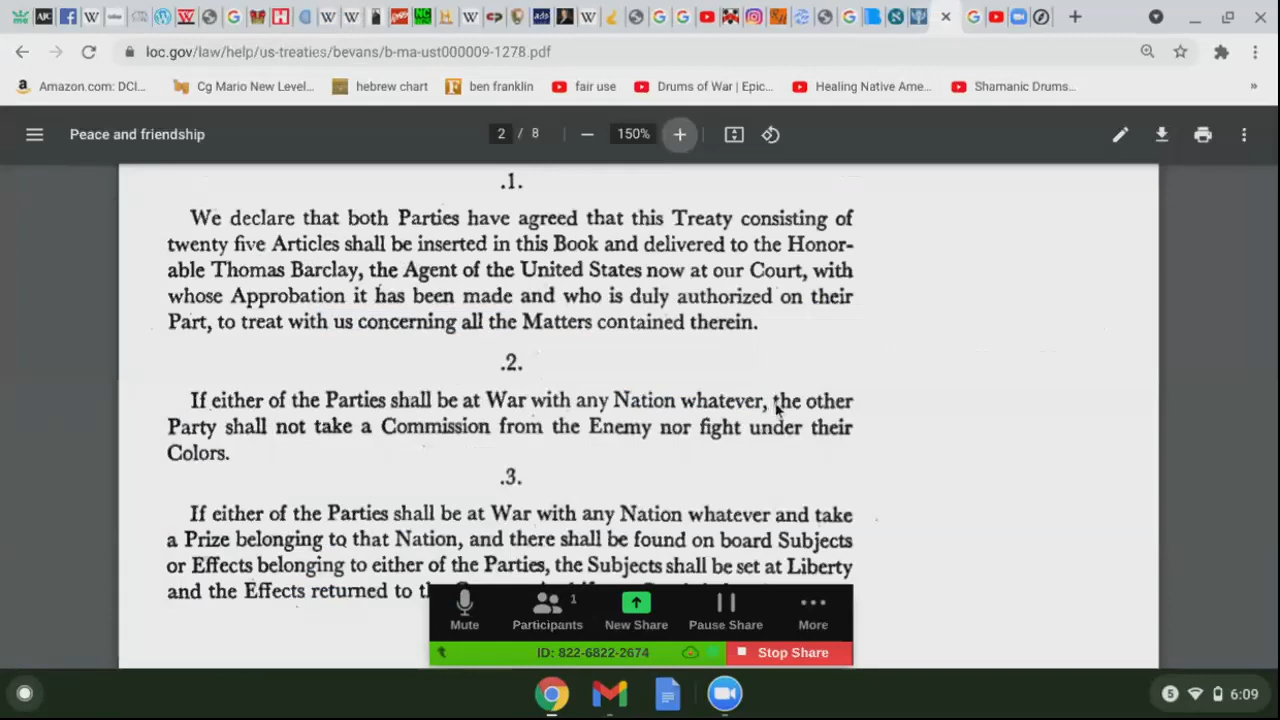 loc.gov/law/help/us-treaties/bevans/b-ma-ust000009-1278.pdf
Amazon.com: DCI... Cg Mario New Level... hebrew chart ben franklin fair use Drums of War | Epic... Healing Native Ame... Shamanic Drums... »
Peace and friendship 2 / 8 150%
.1.
We declare that both Parties have agreed that this Treaty consisting of
twenty five Articles shall be inserted in this Book and delivered to the Honor-
able Thomas Barclay, the Agent of the United States now at our Court, with
whose Approbation it has been made and who is duly authorized on their
Part, to treat with us concerning all the Matters contained therein.
.2.
If either of the Parties shall be at War with any Nation whatever, the other
Party shall not take a Commission from the Enemy nor fight under their
Colors.
.3.
If either of the Parties shall be at War with any Nation whatever and take
a Prize belonging to that Nation, and there shall be found on board Subjects
or Effects belonging to either of the Parties, the Subjects shall be set at Liberty
and the Effects returned to
1
Mute Participants New Share Pause Share More
ID: 822-6822-2674 Stop Share
5 6:09